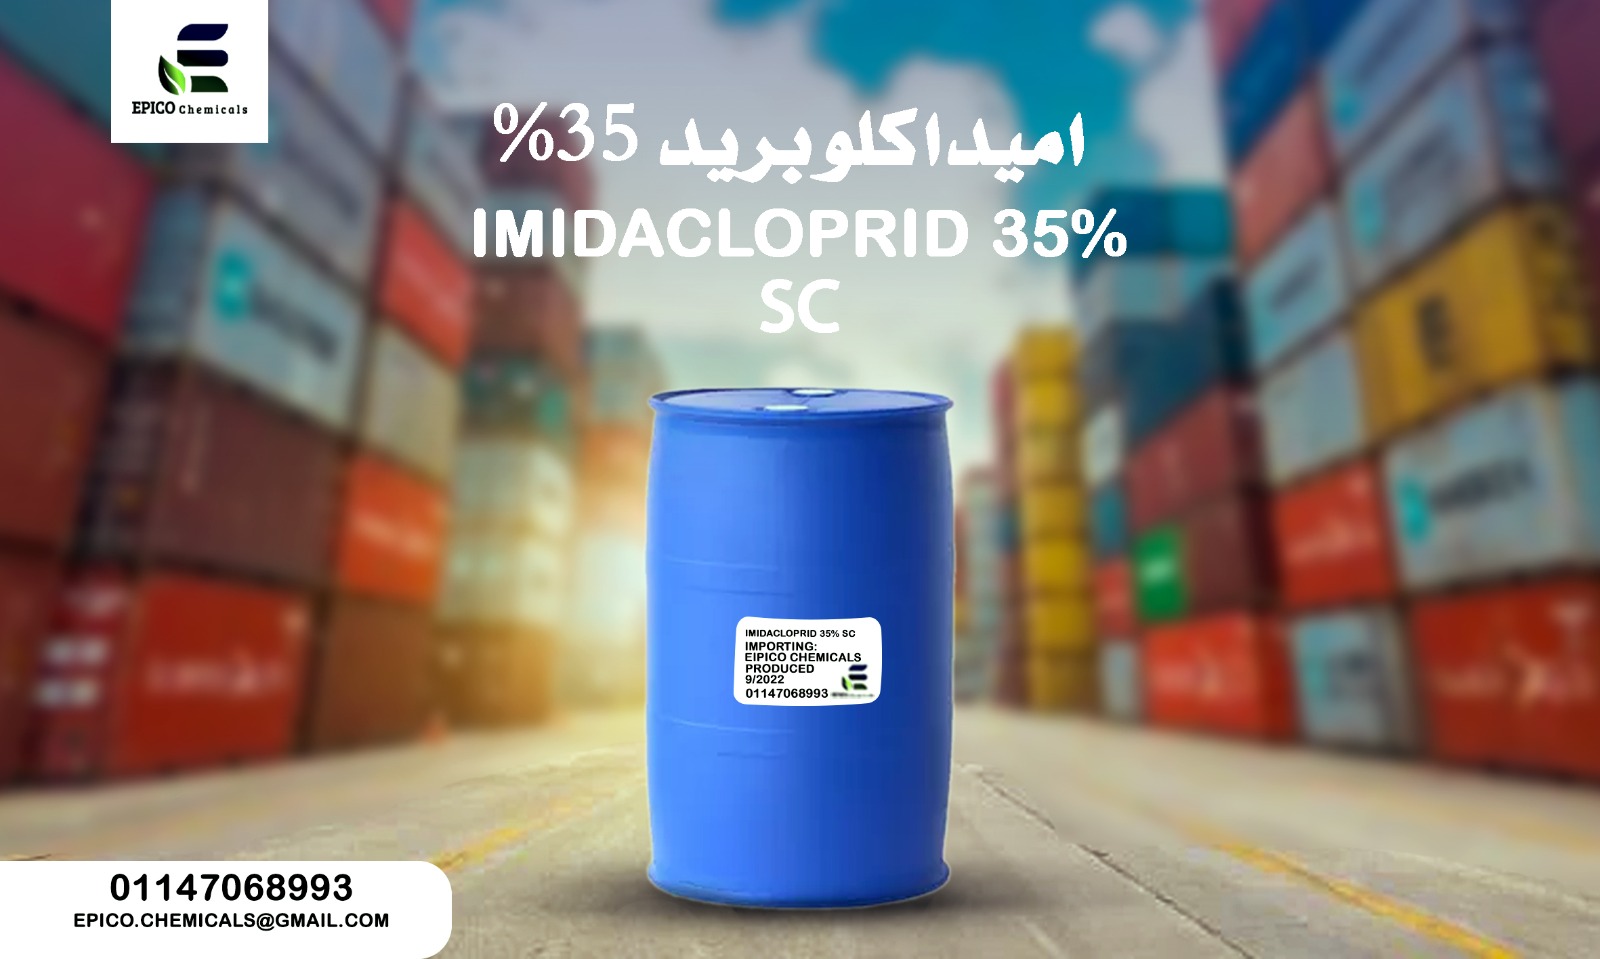 EPICO Chemicals
اميداكلوبريد 35%
IMIDACLOPRID 35%
SC
IMIDACLOPRID 35% SC
IMPORTING:
EIPICO CHEMICALS
PRODUCED
9/2022
01147068993
01147068993
EPICO.CHEMICALS@GMAIL.COM